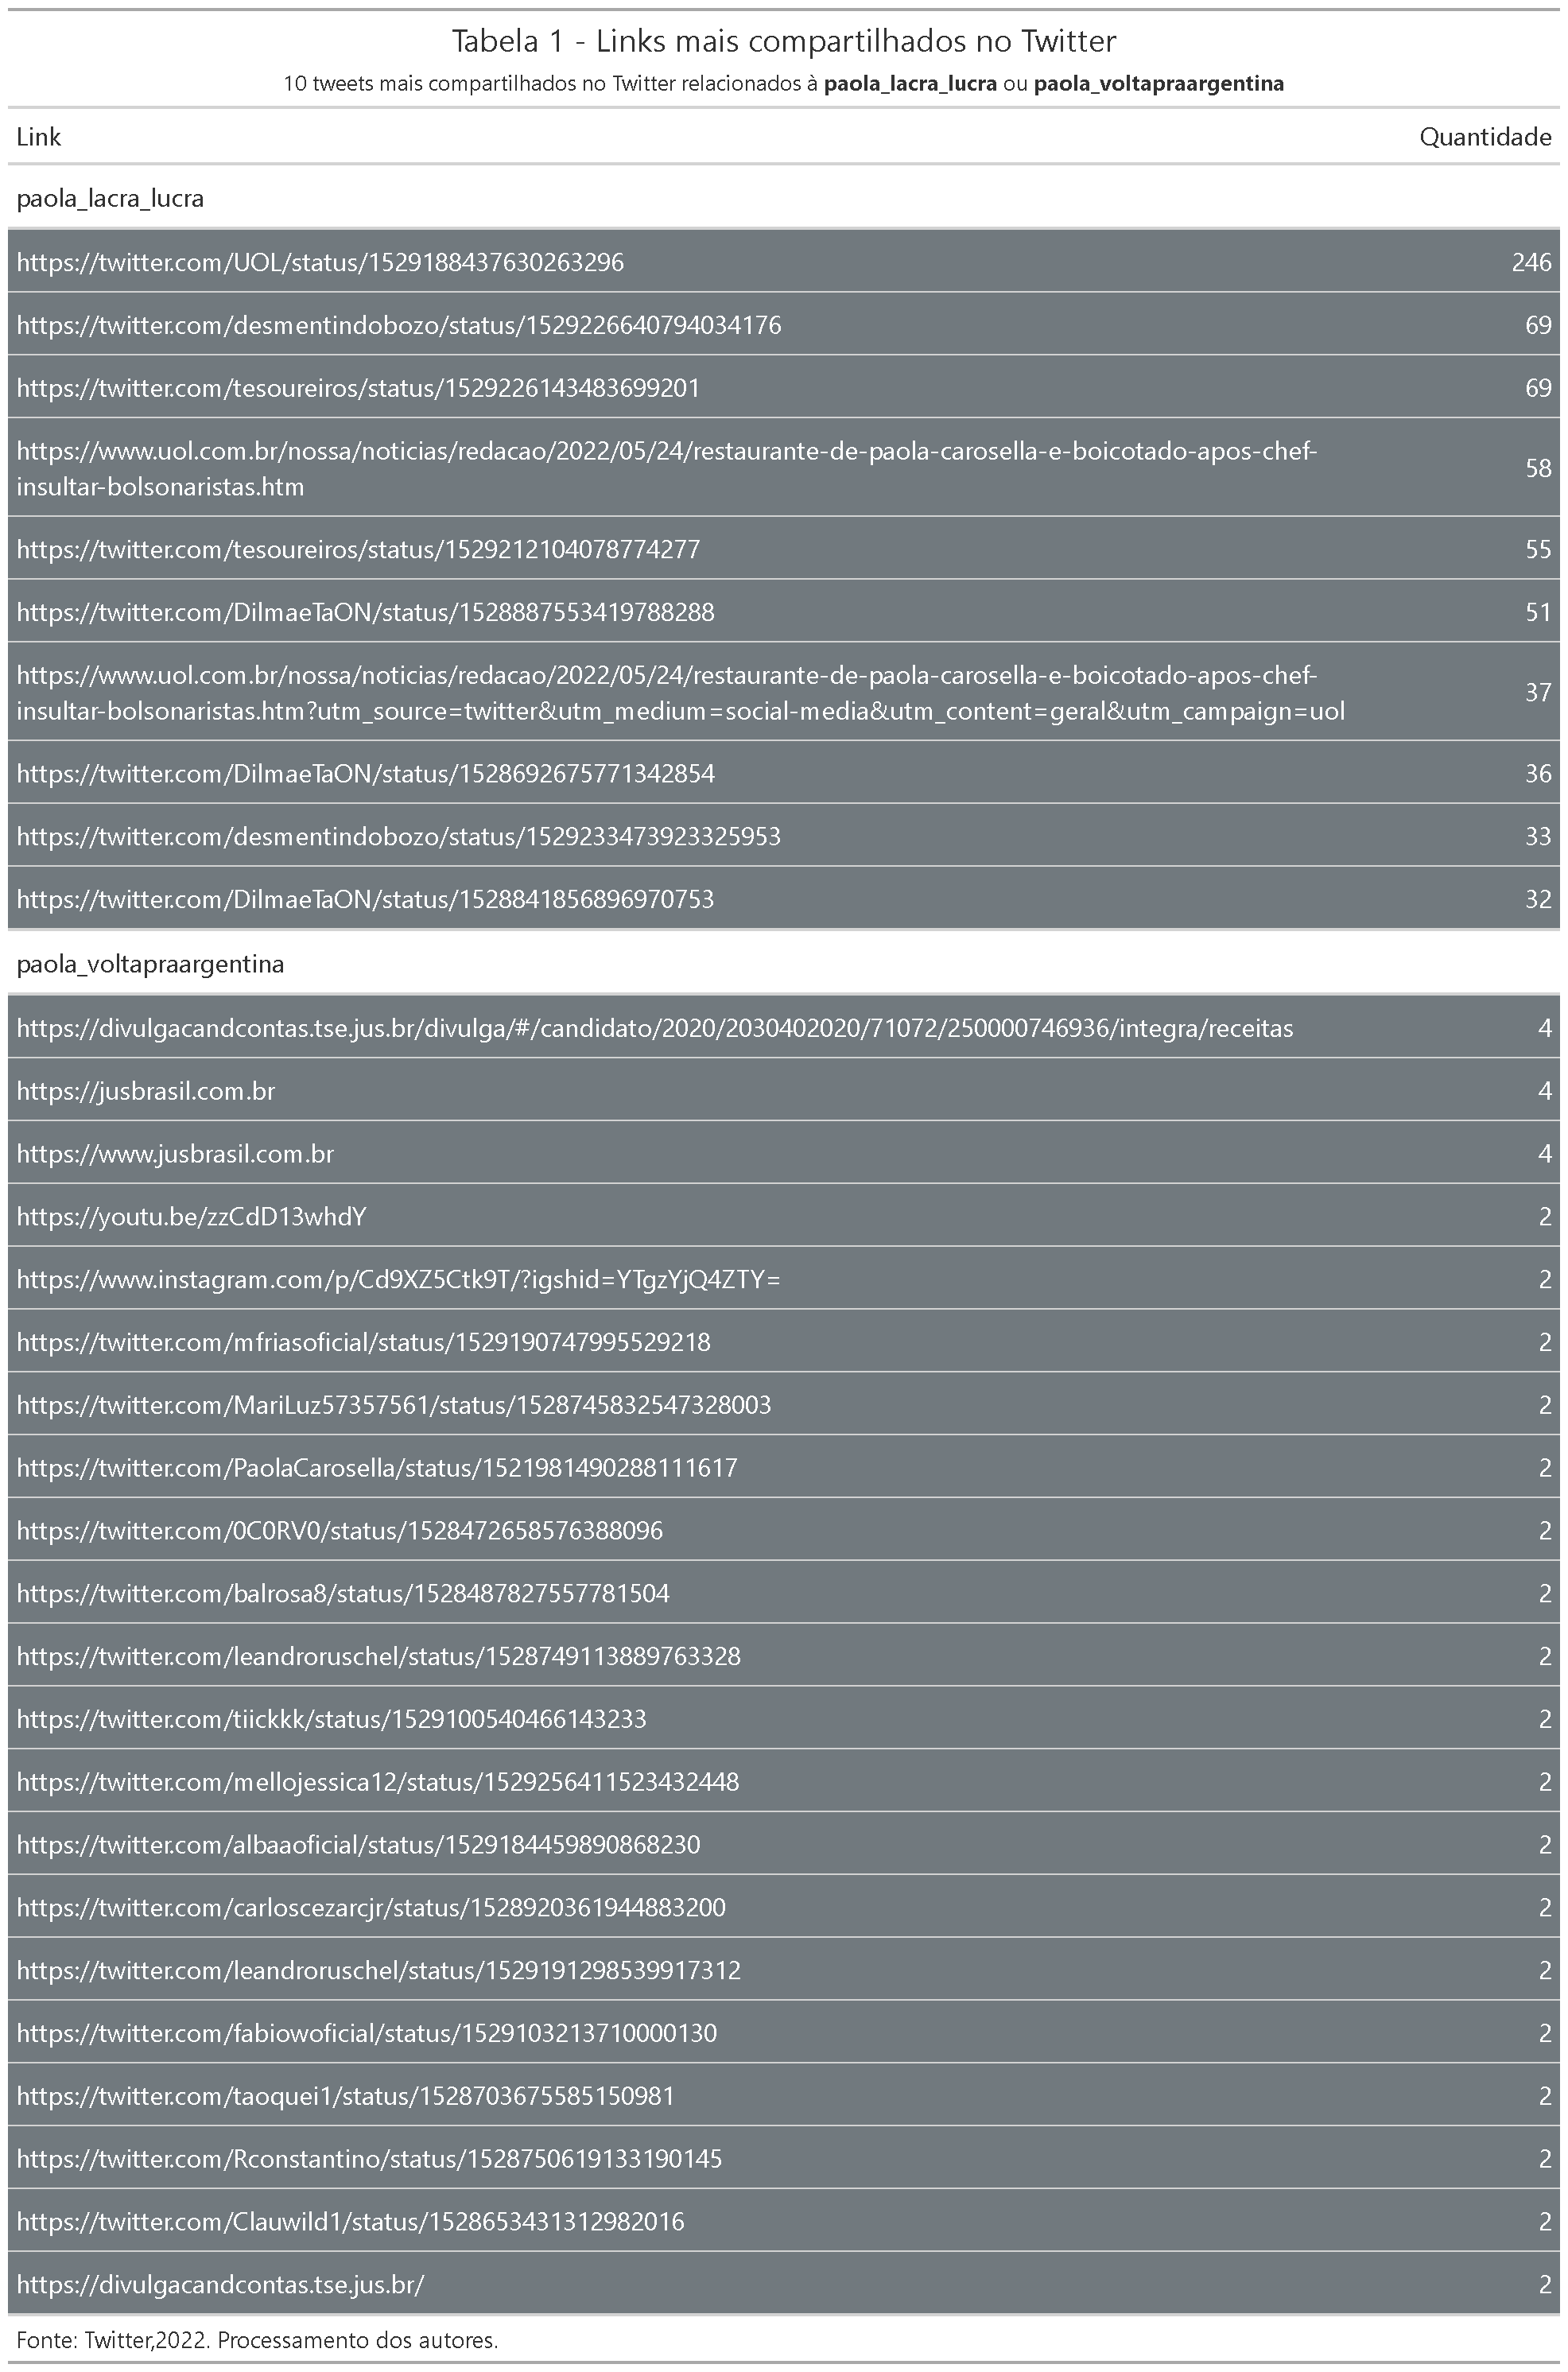 Tabela 1 - Links mais compartilhados no Twitter
10 tweets mais compartilhados no Twitter relacionados à paola_lacra_lucra ou paola_voltapraargentina
Link Quantidade
paola_lacra_lucra
https://twitter.com/UOL/status/1529188437630263296 246
https://twitter.com/desmentindobozo/status/1529226640794034176 69
https://twitter.com/tesoureiros/status/1529226143483699201 69
https://www.uol.com.br/nossa/noticias/redacao/2022/05/24/restaurante-de-paola-carosella-e-boicotado-apos-chef-
insultar-bolsonaristas.htm 58
https://twitter.com/tesoureiros/status/1529212104078774277 55
https://twitter.com/DilmaeTaON/status/1528887553419788288 51
https://www.uol.com.br/nossa/noticias/redacao/2022/05/24/restaurante-de-paola-carosella-e-boicotado-apos-chef-
insultar-bolsonaristas.htm?utm_source=twitter&utm_medium=social-media&utm_content=geral&utm_campaign=uol 37
https://twitter.com/DilmaeTaON/status/1528692675771342854 36
https://twitter.com/desmentindobozo/status/1529233473923325953 33
https://twitter.com/DilmaeTaON/status/1528841856896970753 32
paola_voltapraargentina
https://divulgacandcontas.tse.jus.br/divulga/#/candidato/2020/2030402020/71072/250000746936/integra/receitas 4
https://jusbrasil.com.br 4
https://www.jusbrasil.com.br 4
https://youtu.be/zzCdD13whdY 2
https://www.instagram.com/p/Cd9XZ5Ctk9T/?igshid=YTgzYjQ4ZTY= 2
https://twitter.com/mfriasoficial/status/1529190747995529218 2
https://twitter.com/MariLuz57357561/status/1528745832547328003 2
https://twitter.com/PaolaCarosella/status/1521981490288111617 2
https://twitter.com/0C0RV0/status/1528472658576388096 2
https://twitter.com/balrosa8/status/1528487827557781504 2
https://twitter.com/leandroruschel/status/1528749113889763328 2
https://twitter.com/tiickkk/status/1529100540466143233 2
https://twitter.com/mellojessica12/status/1529256411523432448 2
https://twitter.com/albaaoficial/status/1529184459890868230 2
https://twitter.com/carloscezarcjr/status/1528920361944883200 2
https://twitter.com/leandroruschel/status/1529191298539917312 2
https://twitter.com/fabiowoficial/status/1529103213710000130 2
https://twitter.com/taoquei1/status/1528703675585150981 2
https://twitter.com/Rconstantino/status/1528750619133190145 2
https://twitter.com/Clauwild1/status/1528653431312982016 2
https://divulgacandcontas.tse.jus.br/ 2
Fonte: Twitter,2022. Processamento dos autores.